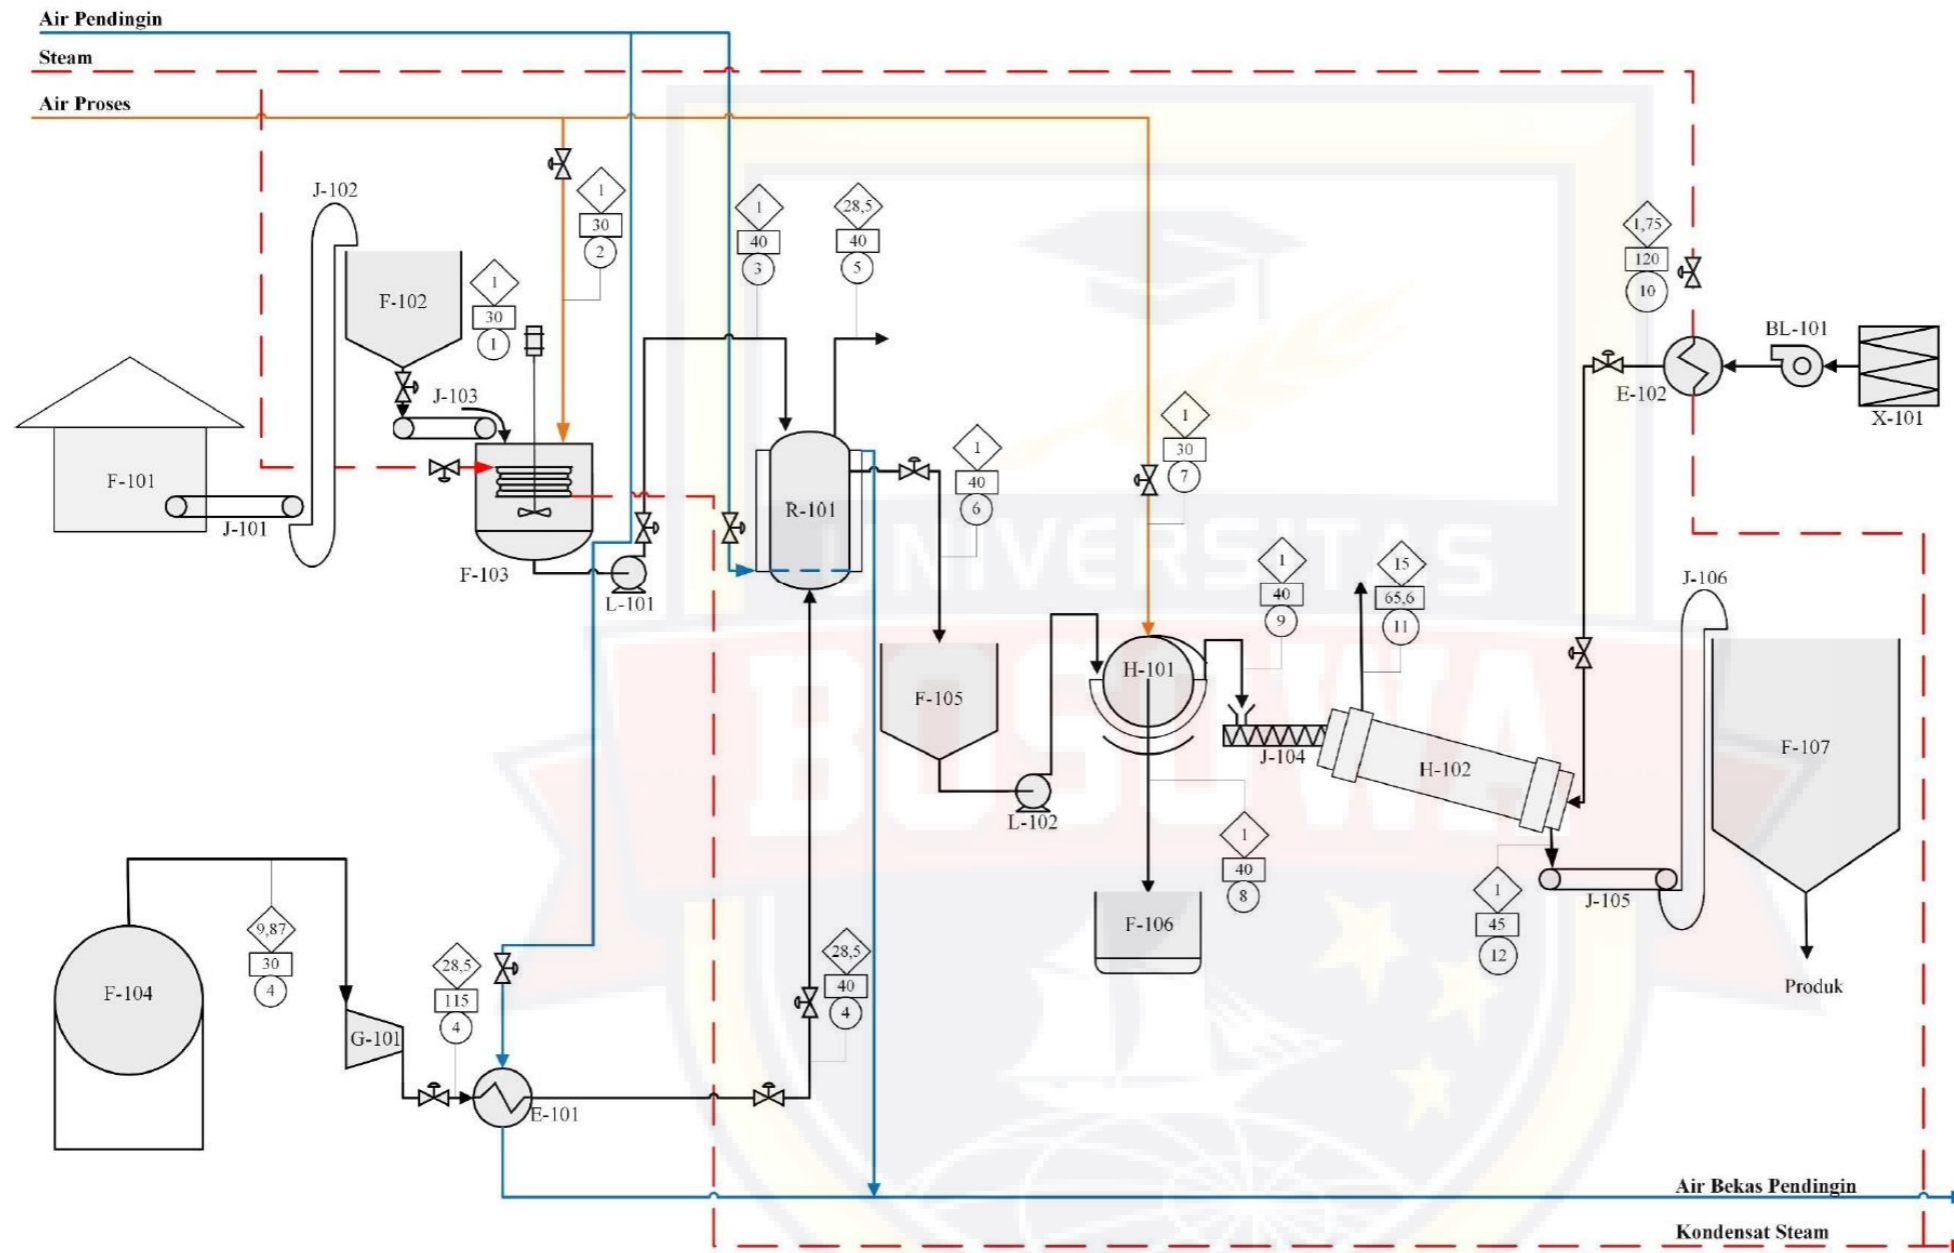 Air Pendingin
Steam
Air Proses
J-102
F-102
1
30
1
1
30
2
1
40
3
28,5
40
5
1,75
120
10
BL-101
E-102
X-101
J-103
F-101
J-101
F-103
L-101
R-101
1
40
6
1
30
7
UNIVERSITAS
BOSOWA
1
40
9
15
65,6
11
J-106
F-105
H-101
J-104
H-102
F-107
L-102
1
40
8
J-105
1
45
12
F-106
Produk
9,87
30
4
F-104
G-101
28,5
115
4
28,5
40
4
E-101
Air Bekas Pendingin
Kondensat Steam